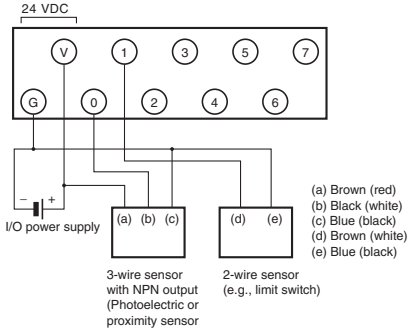 24 VDC
V 1 3 5 7
G 0 2 4 6
− +
I/O power supply
(a) (b) (c)
(d) (e)
(a) Brown (red)
(b) Black (white)
(c) Blue (black)
(d) Brown (white)
(e) Blue (black)
3-wire sensor
with NPN output
(Photoelectric or
proximity sensor
2-wire sensor
(e.g., limit switch)